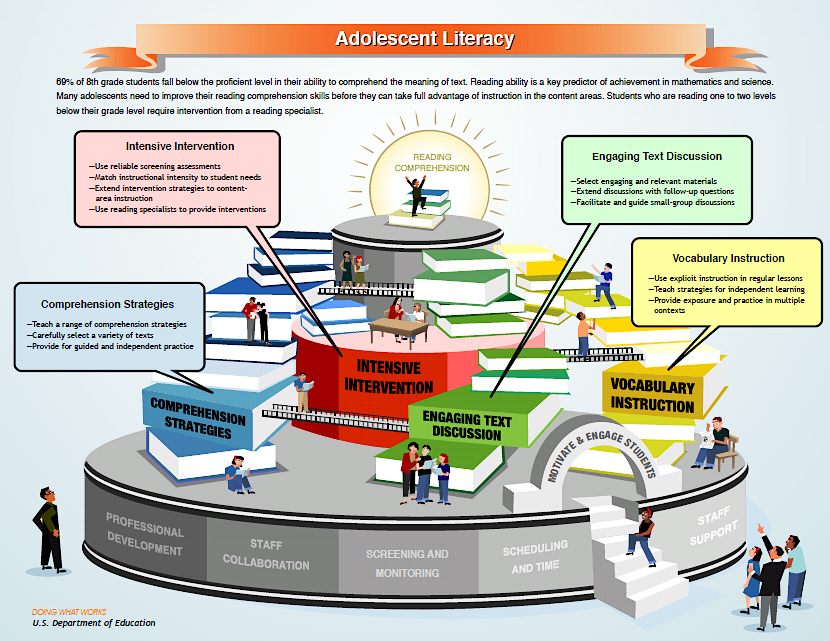 Adolescent Literacy
69% of 8th grade students fall below the proficient level in their ability to comprehend the meaning of text. Reading ability is a key predictor of achievement in mathematics and science.
Many adolescents need to improve their reading comprehension skills before they can take full advantage of instruction in the content areas. Students who are reading one to two levels
below their grade level require intervention from a reading specialist.
Intensive Intervention
—Use reliable screening assessments
—Match instructional intensity to student needs
—Extend intervention strategies to content-
area instruction
—Use reading specialists to provide interventions
READING
COMPREHENSION
Engaging Text Discussion
—Select engaging and relevant materials
—Extend discussions with follow-up questions
—Facilitate and guide small-group discussions
Vocabulary Instruction
—Use explicit instruction in regular lessons
—Teach strategies for independent learning
—Provide exposure and practice in multiple
contexts
Comprehension Strategies
—Teach a range of comprehension strategies
—Carefully select a variety of texts
—Provide for guided and independent practice
INTENSIVE
INTERVENTION
COMPREHENSION
STRATEGIES
ENGAGING TEXT
DISCUSSION
VOCABULARY
INSTRUCTION
MOTIVATE & ENGAGE STUDENTS
PROFESSIONAL
DEVELOPMENT
STAFF
COLLABORATION
SCREENING AND
MONITORING
SCHEDULING
AND TIME
STAFF
SUPPORT
DOING WHAT WORKS
U.S. Department of Education